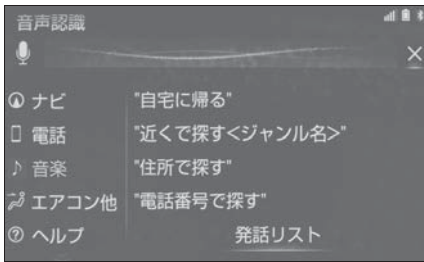 音声認識
ナビ
"自宅に帰る"
電話
"近くで探す<ジャンル名>"
音楽
"住所で探す"
エアコン他
"電話番号で探す"
ヘルプ
発話リスト